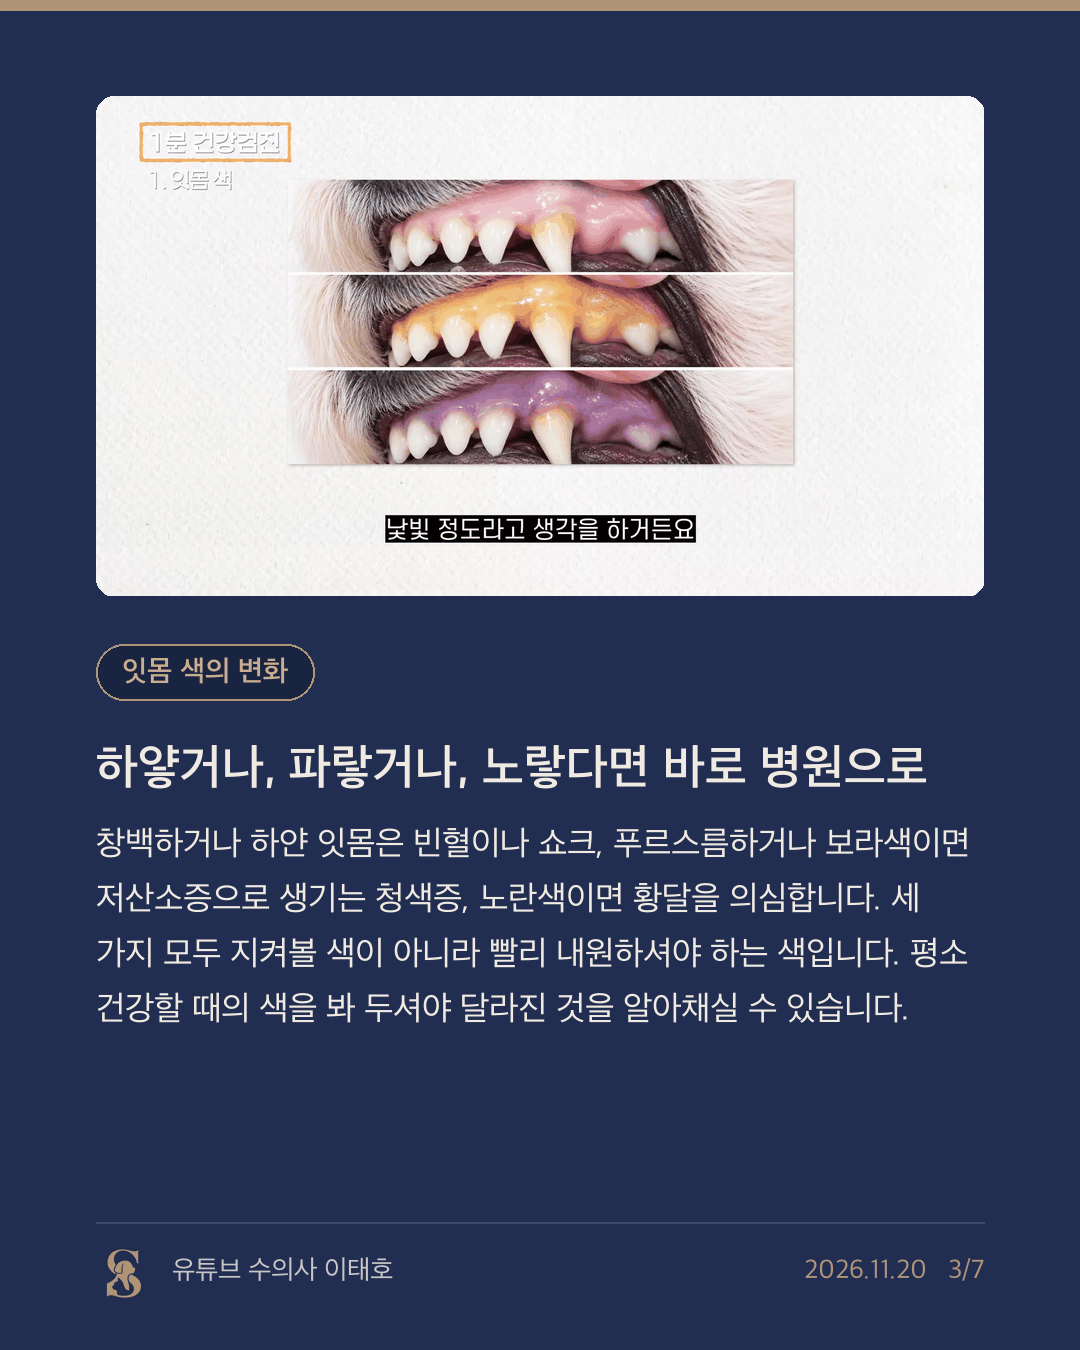 1분 건강검진
1. 잇몸 색
낯빛 정도라고 생각을 하거든요
잇몸 색의 변화
하얗거나, 파랗거나, 노랗다면 바로 병원으로
창백하거나 하얀 잇몸은 빈혈이나 쇼크, 푸르스름하거나 보라색이면
저산소증으로 생기는 청색증, 노란색이면 황달을 의심합니다. 세
가지 모두 지켜볼 색이 아니라 빨리 내원하셔야 하는 색입니다. 평소
건강할 때의 색을 봐 두셔야 달라진 것을 알아채실 수 있습니다.
유튜브 수의사 이태호
2026.11.20 3/7